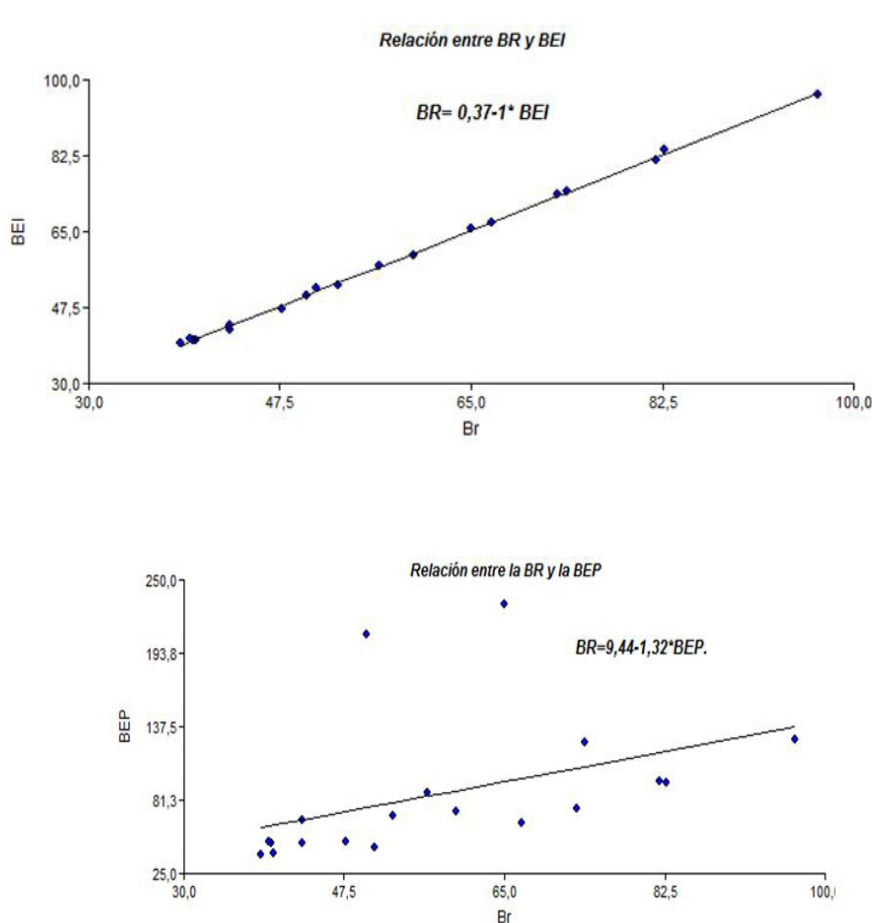 Relación entre BR y BEI
100,0
BR= 0,37-1* BEI
82,5
65,0
BEI
47,5
30,0
30,0 47,5 65,0 82,5 100,0
Br
Relación entre la BR y la BEP
250,0
BR=9,44-1,32*BEP.
193,8
BEP
137,5
81,3
25,0
30,0 47,5 65,0 82,5 100,0
Br